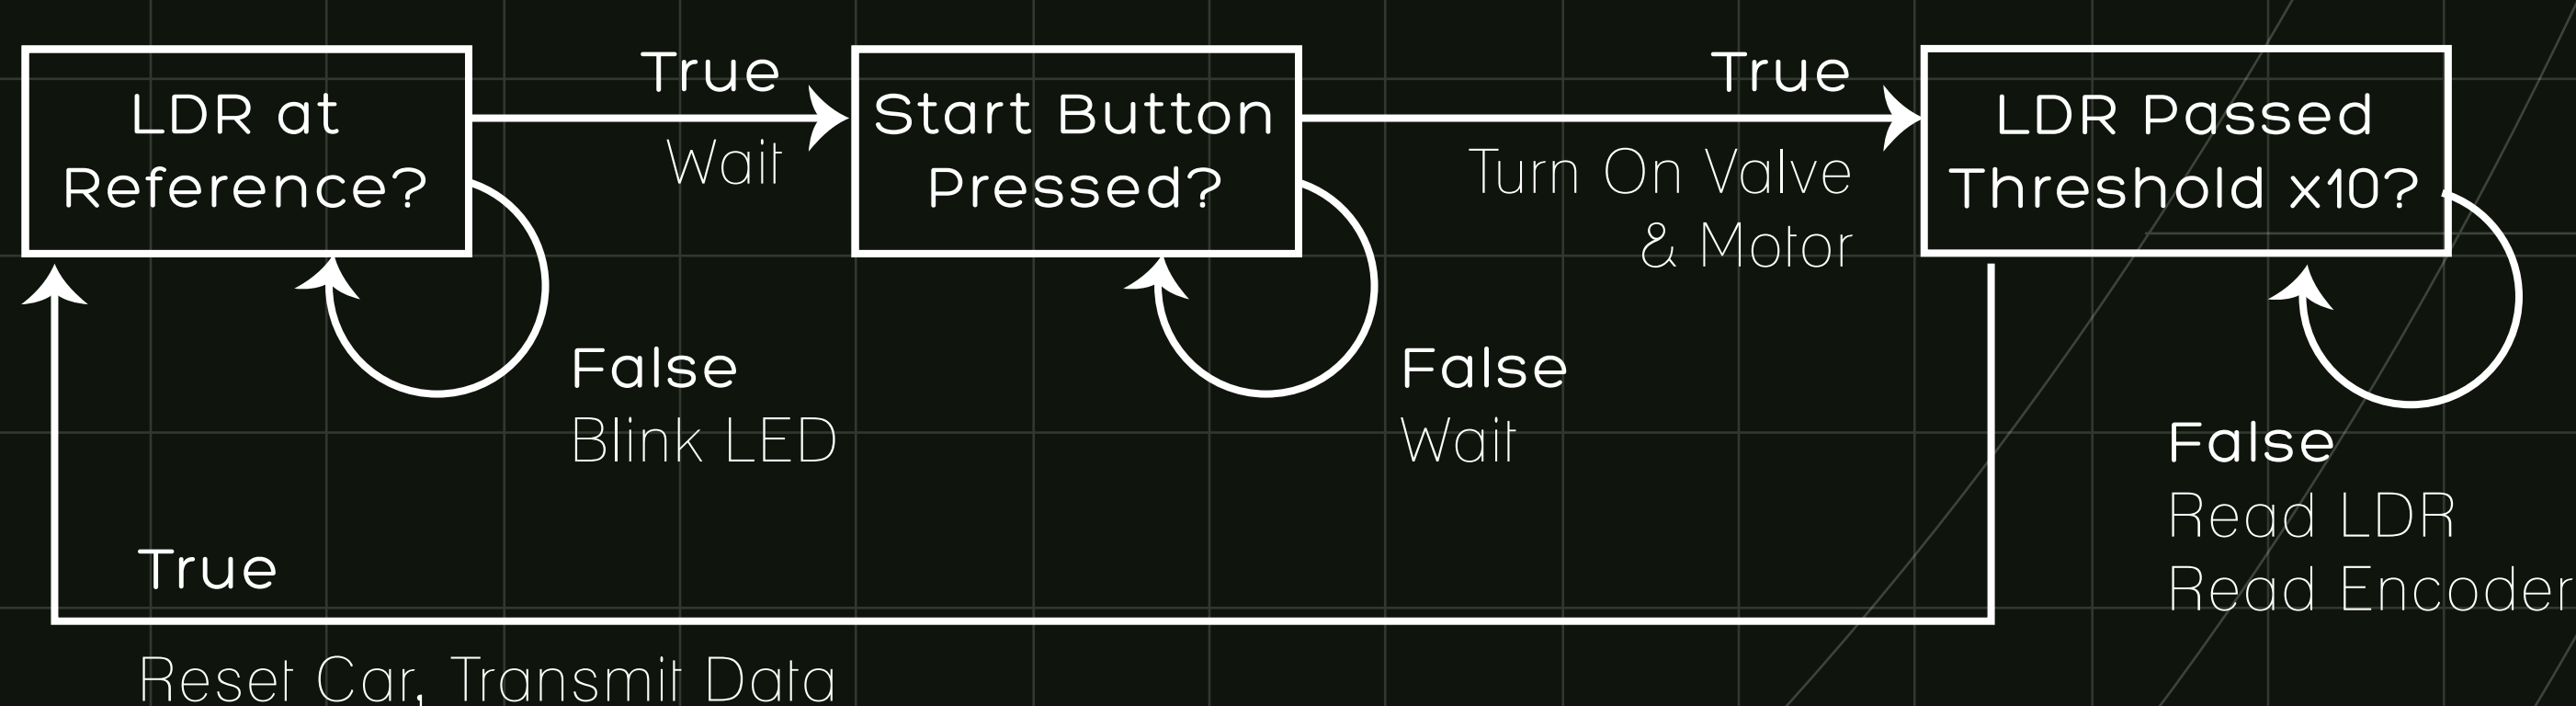 LDR at
Reference?
True
Wait
Start Button
Pressed?
True
Turn On Valve
& Motor
LDR Passed
Threshold x10?
False
Blink LED
False
Wait
False
Read LDR
Read Encoder
True
Reset Car, Transmit Data